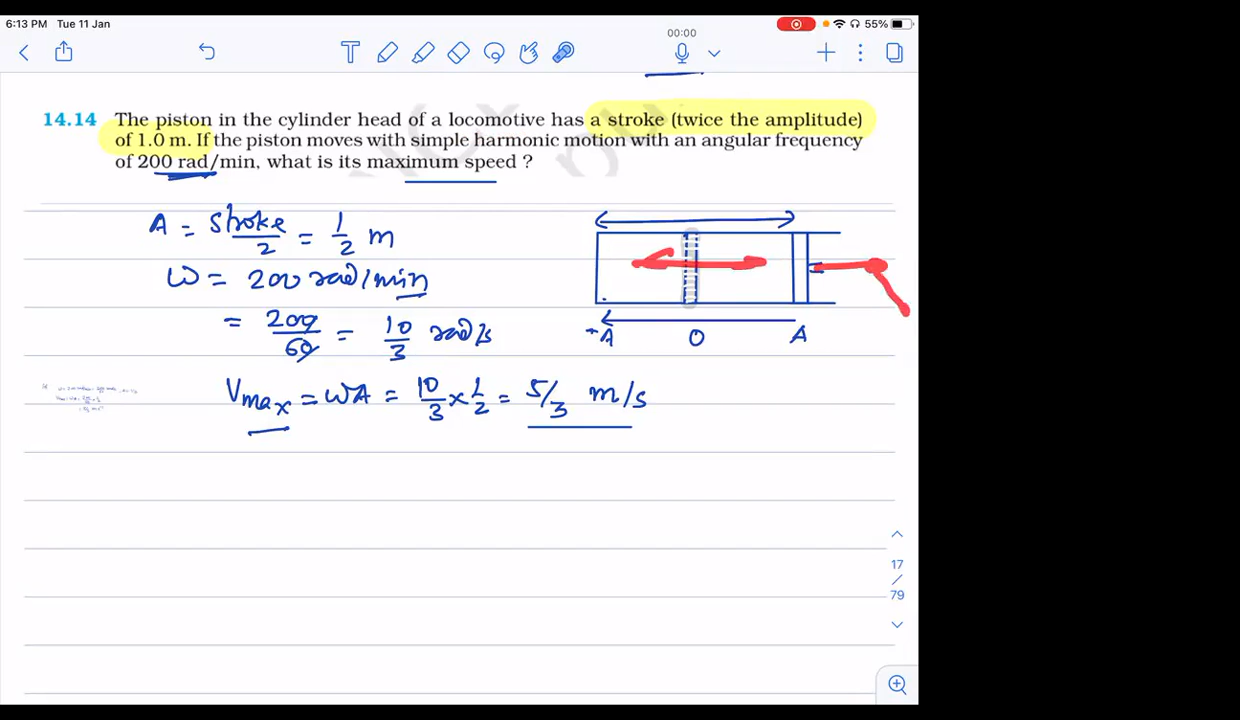 6:13 PM Tue 11 Jan
55%
00:00
T
14.14 The piston in the cylinder head of a locomotive has a stroke (twice the amplitude)
of 1.0 m. If the piston moves with simple harmonic motion with an angular frequency
of 200 rad/min, what is its maximum speed ?
A = Stroke/2 = 1/2 m
W = 200 rad/min
= 200/60 = 10/3 rad/s
Vmax = WA = 10/3 × 1/2 = 5/3 m/s
-A O A
17
/
79